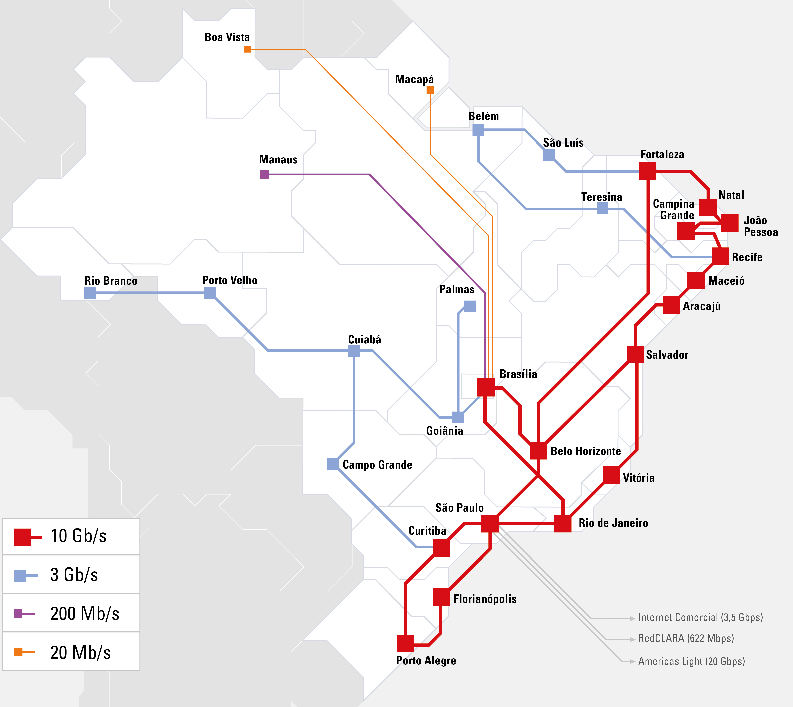 Boa Vista
Macapá
Belém
São Luís
Fortaleza
Manaus
Teresina
Natal
Campina
Grande
João
Pessoa
Recife
Rio Branco
Porto Velho
Palmas
Maceió
Aracajú
Cuiabá
Salvador
Brasília
Goiânia
Belo Horizonte
Campo Grande
Vitória
São Paulo
Rio de Janeiro
Curitiba
Florianópolis
Porto Alegre
10 Gb/s
3 Gb/s
200 Mb/s
20 Mb/s
Internet Comercial (3,5 Gbps)
RedCLARA (622 Mbps)
Americas Light (20 Gbps)